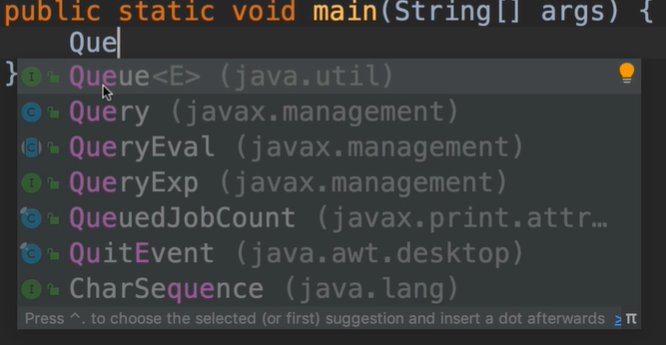 public static void main(String[] args) {
Que
}
Queue<E> (java.util)
Query (javax.management)
QueryEval (javax.management)
QueryExp (javax.management)
QueuedJobCount (javax.print.attr…
QuitEvent (java.awt.desktop)
CharSequence (java.lang)
Press ^. to choose the selected (or first) suggestion and insert a dot afterwards ≥ π